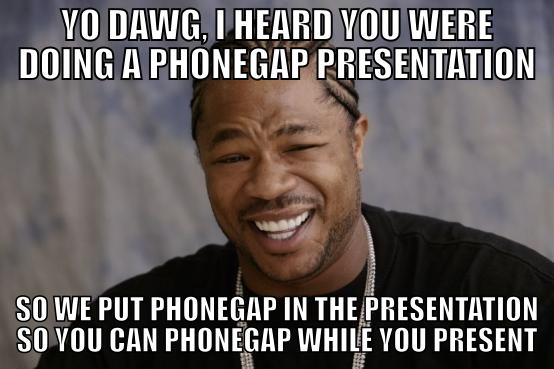 YO DAWG, I HEARD YOU WERE
DOING A PHONEGAP PRESENTATION
SO WE PUT PHONEGAP IN THE PRESENTATION
SO YOU CAN PHONEGAP WHILE YOU PRESENT